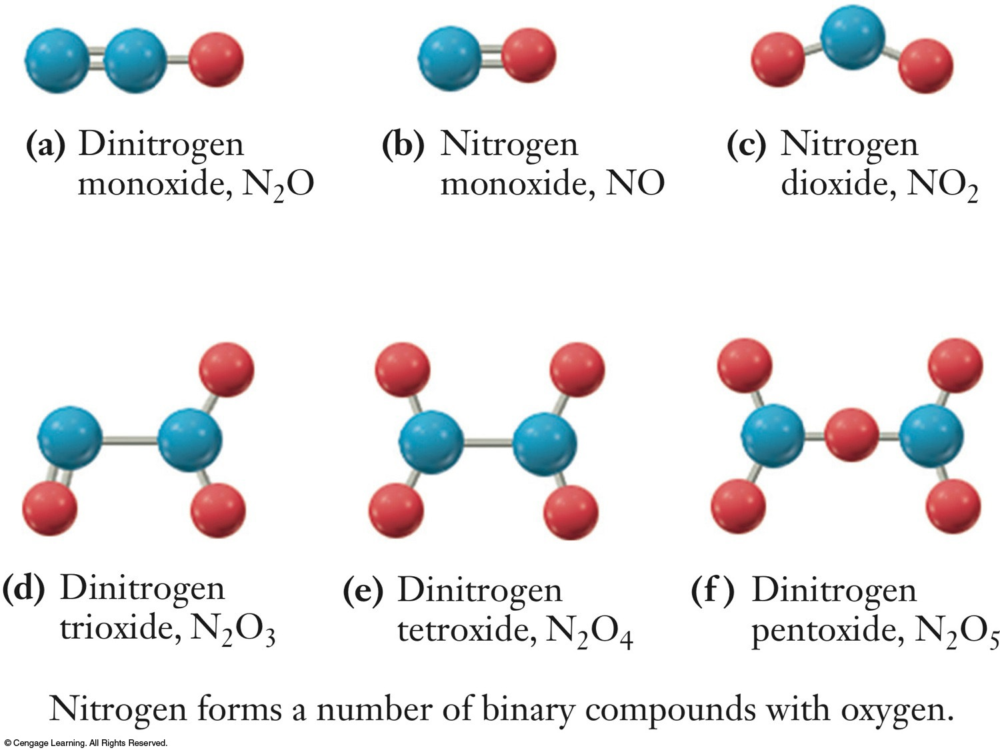 (a) Dinitrogen
monoxide, N₂O
(b) Nitrogen
monoxide, NO
(c) Nitrogen
dioxide, NO₂
(d) Dinitrogen
trioxide, N₂O₃
(e) Dinitrogen
tetroxide, N₂O₄
(f) Dinitrogen
pentoxide, N₂O₅
Nitrogen forms a number of binary compounds with oxygen.
© Cengage Learning. All Rights Reserved.